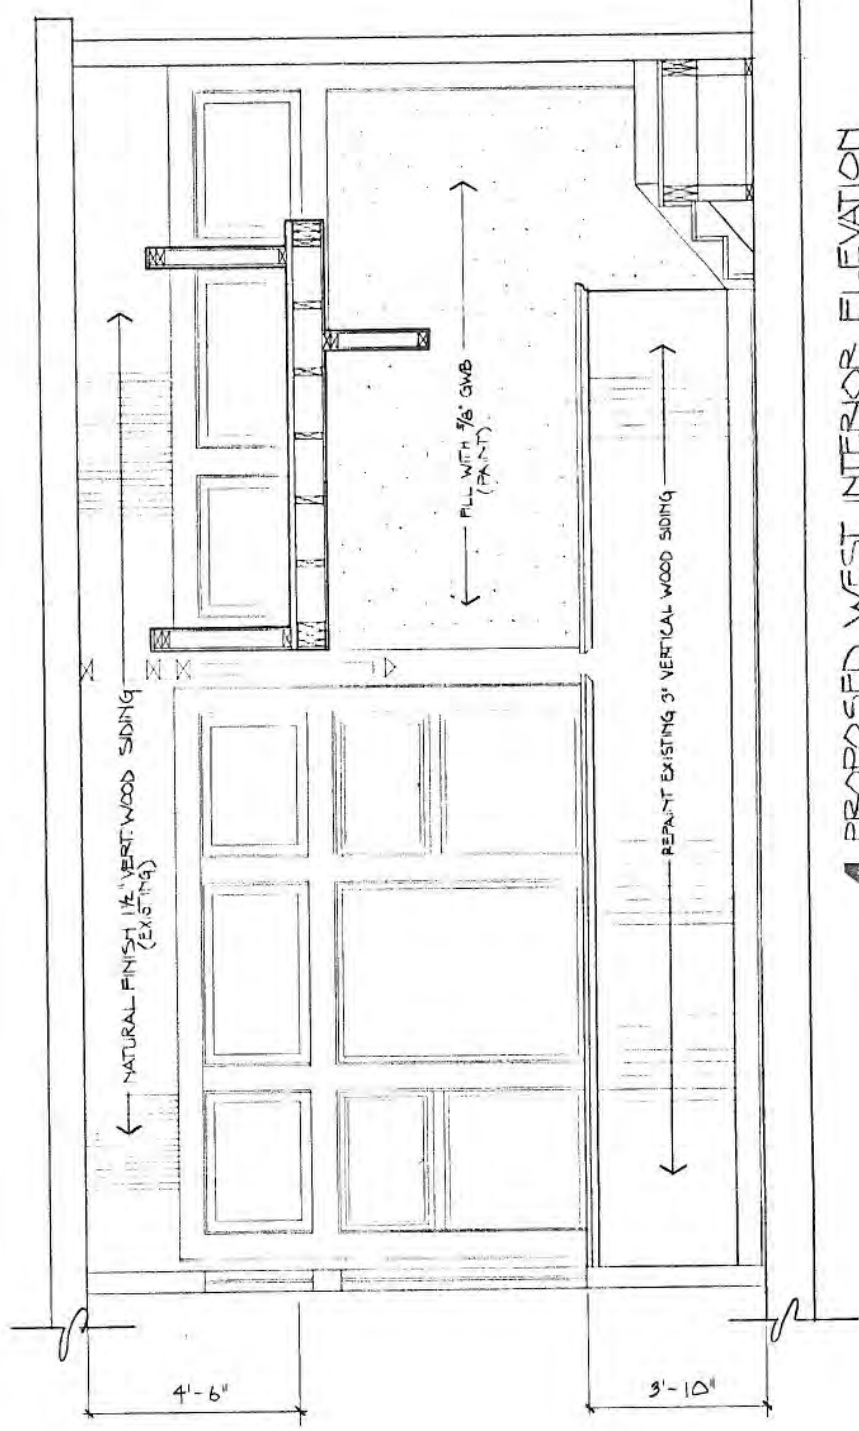 NATURAL FINISH 1½" VERT. WOOD SIDING
(EXISTING)
FILL WITH 5/8" GWB
(PAINT)
REPAINT EXISTING 3" VERTICAL WOOD SIDING
PROPOSED WEST INTERIOR ELEVATION
4'-6"
3'-10"